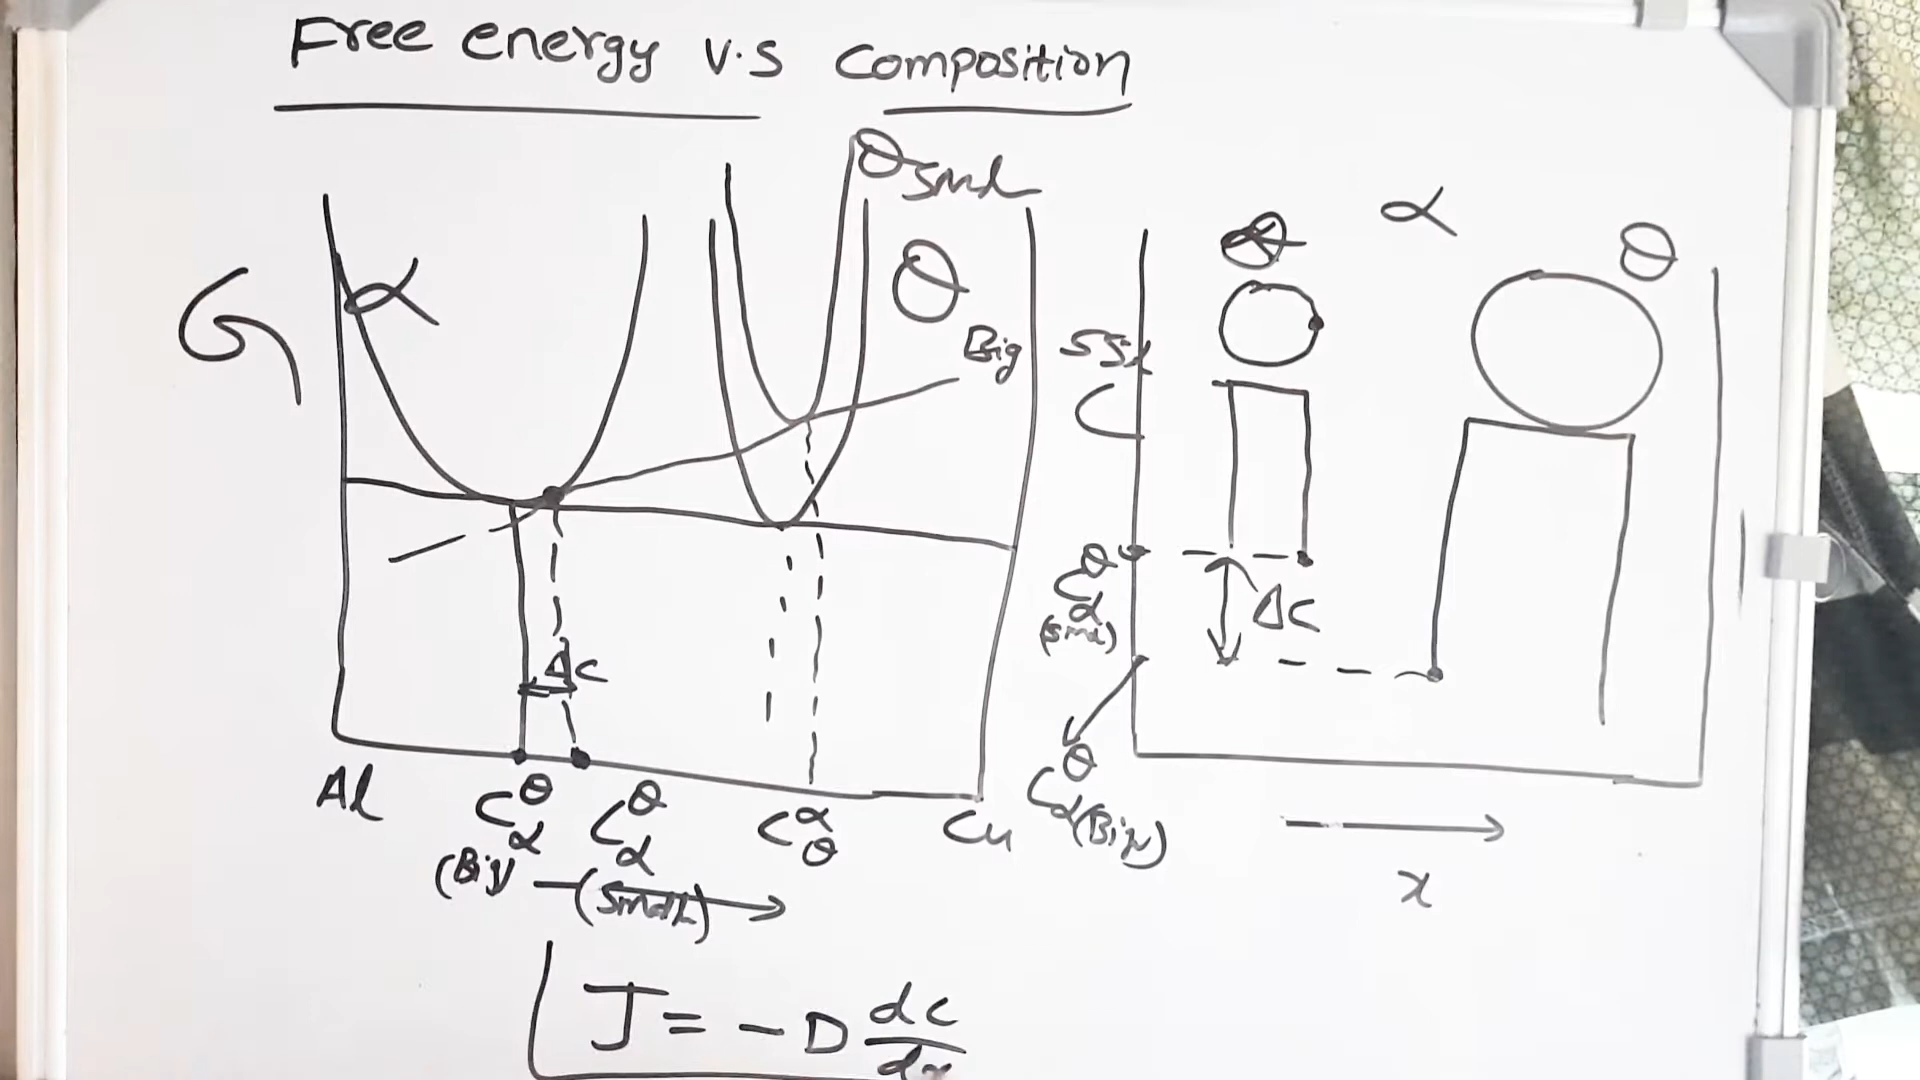 Free energy v.s Composition
θ small
α
θ
Big
G
α
θ
C
ΔC
C^θ_α (small)
ΔC
C^θ_α (Big)
Al
C^θ_α (Big)
C^θ_α (small)
C^α_θ
Cu
x
J = - D dc/dx